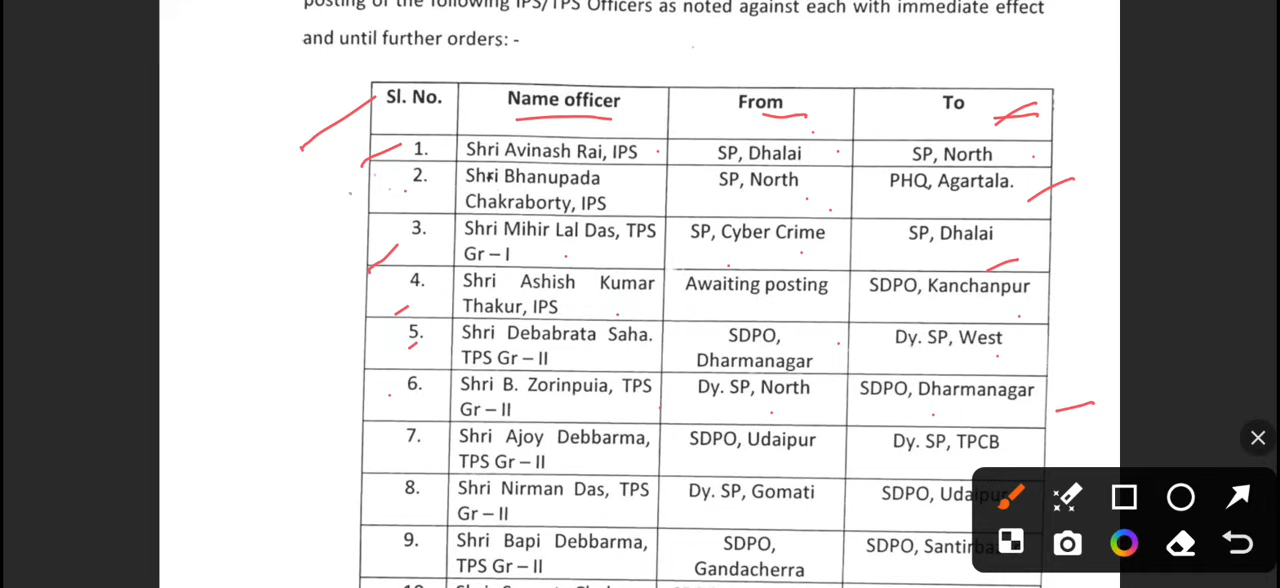 posting of the following IPS/TPS Officers as noted against each with immediate effect
and until further orders: -
Sl. No. Name officer From To
1. Shri Avinash Rai, IPS SP, Dhalai SP, North
2. Shri Bhanupada SP, North PHQ, Agartala.
Chakraborty, IPS
3. Shri Mihir Lal Das, TPS SP, Cyber Crime SP, Dhalai
Gr – I
4. Shri Ashish Kumar Awaiting posting SDPO, Kanchanpur
Thakur, IPS
5. Shri Debabrata Saha. SDPO, Dy. SP, West
TPS Gr – II Dharmanagar
6. Shri B. Zorinpuia, TPS Dy. SP, North SDPO, Dharmanagar
Gr – II
7. Shri Ajoy Debbarma, SDPO, Udaipur Dy. SP, TPCB
TPS Gr – II
8. Shri Nirman Das, TPS Dy. SP, Gomati SDPO, Udaipur
Gr – II
9. Shri Bapi Debbarma, SDPO, SDPO,
TPS Gr – II Gandacherra